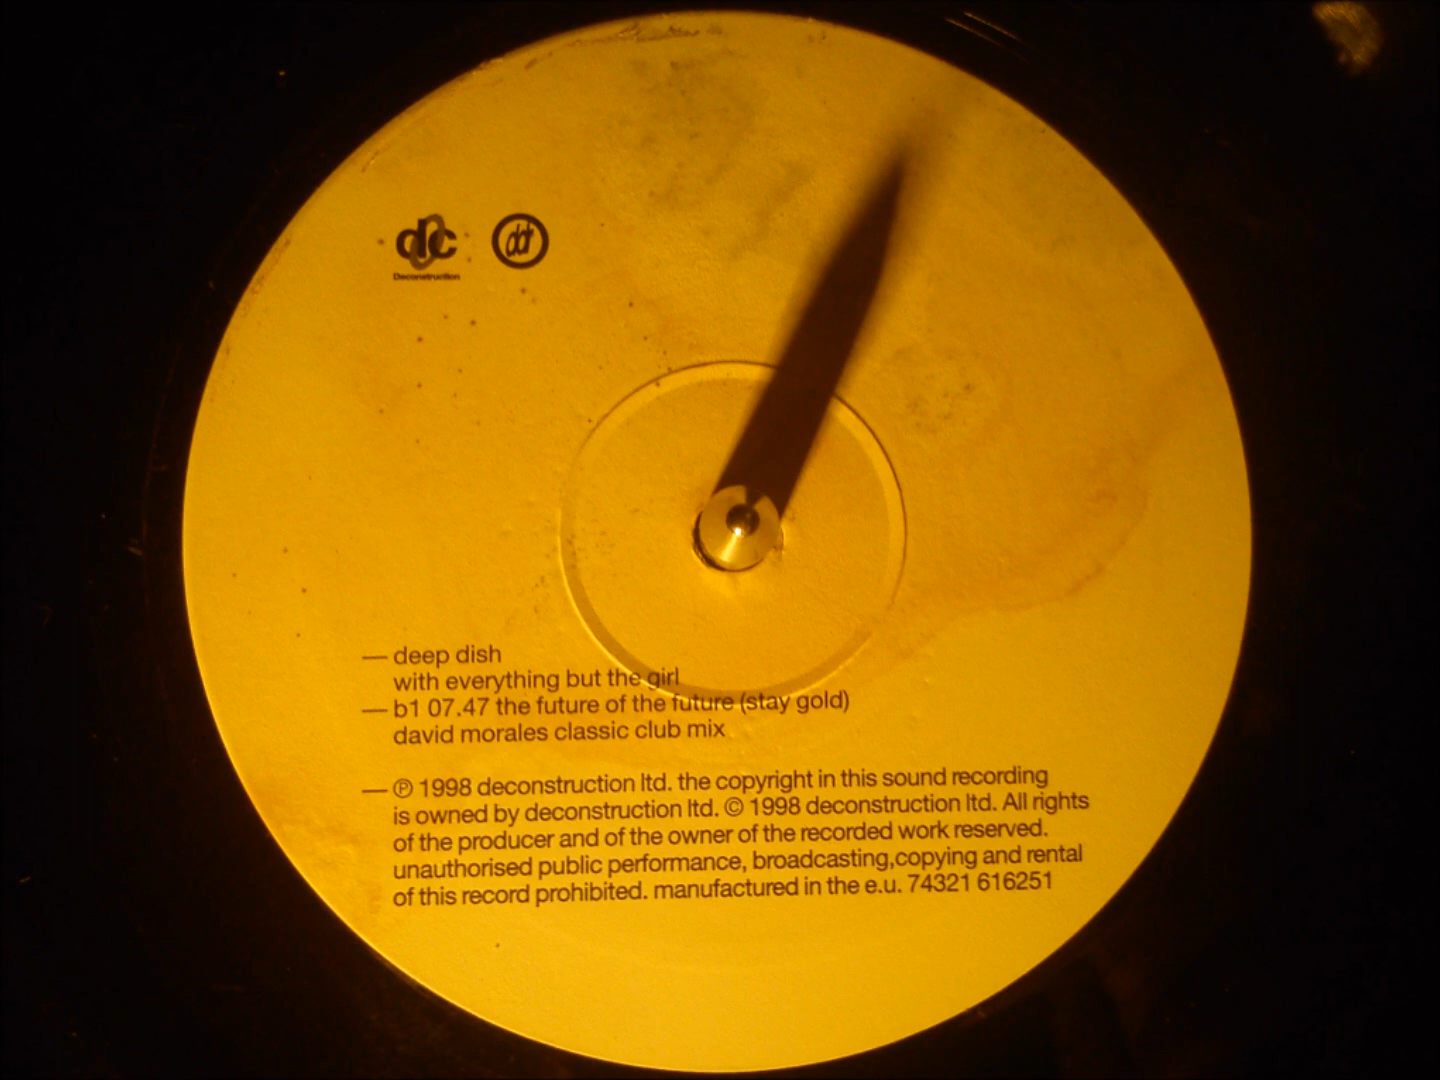 dc
Deconstruction
— deep dish
with everything but the girl
— b1 07.47 the future of the future (stay gold)
david morales classic club mix
— ℗ 1998 deconstruction ltd. the copyright in this sound recording
is owned by deconstruction ltd. © 1998 deconstruction ltd. All rights
of the producer and of the owner of the recorded work reserved.
unauthorised public performance, broadcasting,copying and rental
of this record prohibited. manufactured in the e.u. 74321 616251